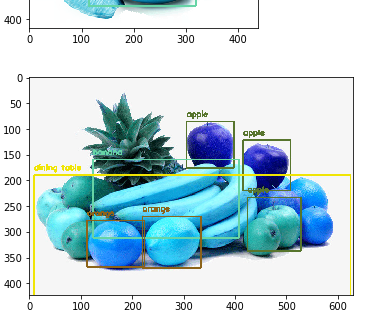 400
0 100 200 300 400
0
50
100
150
200
250
300
350
400
apple
apple
banana
dining table
apple
orange
orange
0 100 200 300 400 500 600